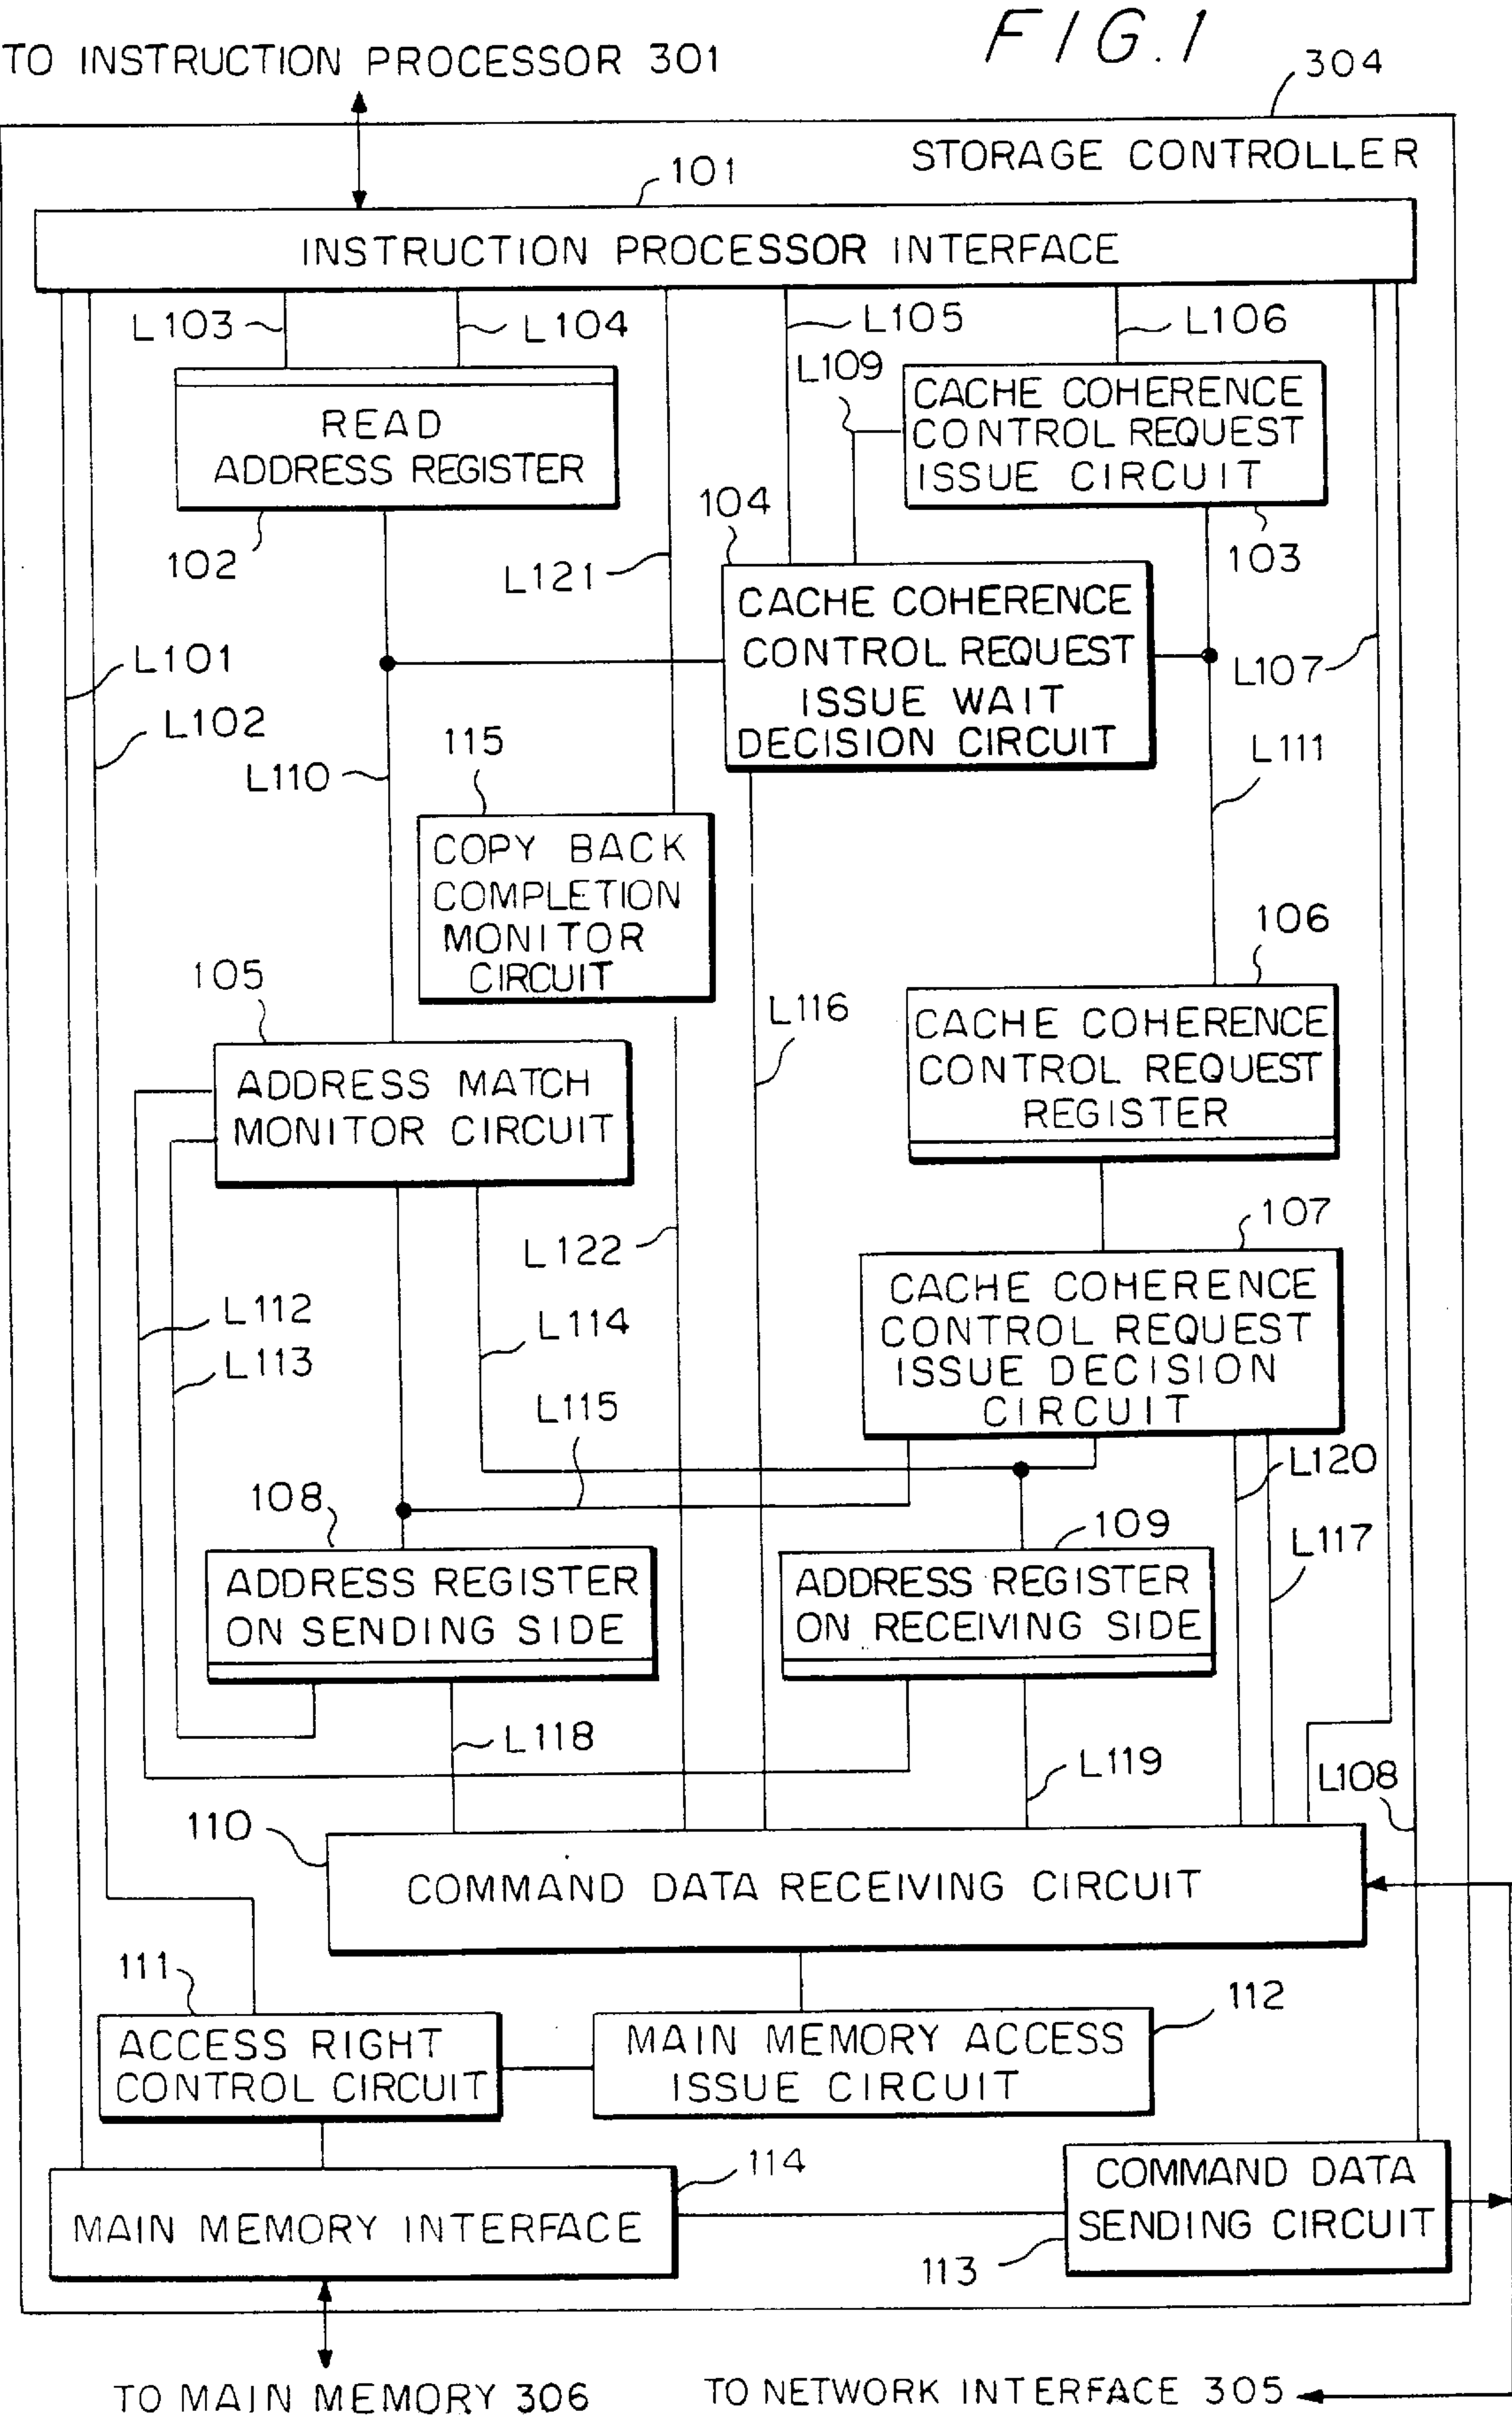 FIG.1
TO INSTRUCTION PROCESSOR 301
304
STORAGE CONTROLLER
101
INSTRUCTION PROCESSOR INTERFACE
L103
L104
L105
L106
L109
READ
ADDRESS REGISTER
102
CACHE COHERENCE
CONTROL REQUEST
ISSUE CIRCUIT
103
104
L121
CACHE COHERENCE
CONTROL REQUEST
ISSUE WAIT
DECISION CIRCUIT
L101
L102
L107
L110
L111
115
COPY BACK
COMPLETION
MONITOR
CIRCUIT
106
105
L116
CACHE COHERENCE
CONTROL REQUEST
REGISTER
ADDRESS MATCH
MONITOR CIRCUIT
107
L122
CACHE COHERENCE
CONTROL REQUEST
ISSUE DECISION
CIRCUIT
L112
L114
L113
L115
L120
108
109
L117
ADDRESS REGISTER
ON SENDING SIDE
ADDRESS REGISTER
ON RECEIVING SIDE
L118
L119
L108
110
COMMAND DATA RECEIVING CIRCUIT
111
112
ACCESS RIGHT
CONTROL CIRCUIT
MAIN MEMORY ACCESS
ISSUE CIRCUIT
114
MAIN MEMORY INTERFACE
COMMAND DATA
SENDING CIRCUIT
113
TO MAIN MEMORY 306
TO NETWORK INTERFACE 305